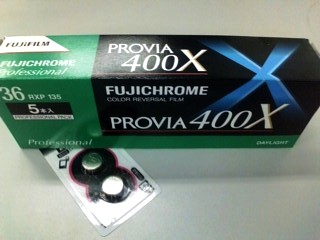 FUJIFILM
FUJICHROME
Professional
PROVIA
400X
36 RXP 135
5本入
PROFESSIONAL PACK
FUJICHROME
COLOR REVERSAL FILM
PROVIA 400X
Professional
DAYLIGHT